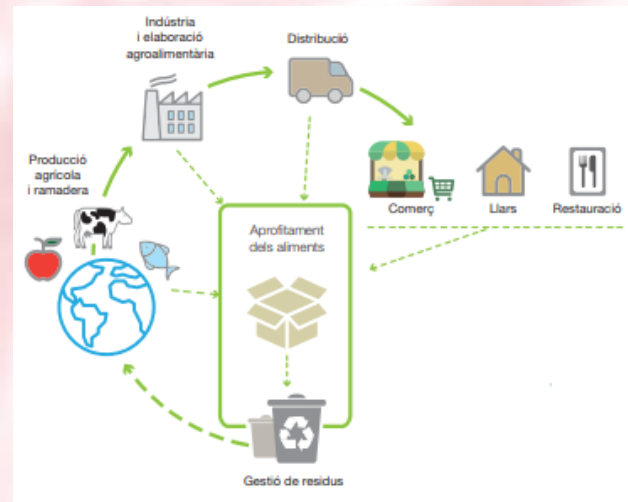 Indústria
i elaboració
agroalimentària
Distribució
Producció
agrícola
i ramadera
Comerç
Llars
Restauració
Aprofitament
dels aliments
Gestió de residus